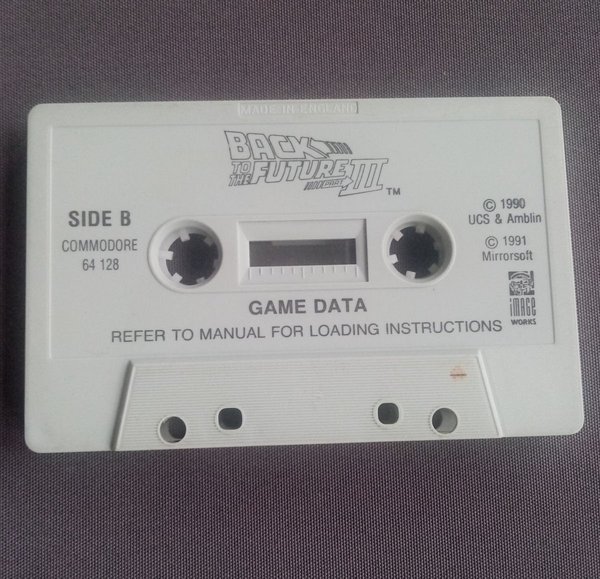 MADE IN ENGLAND
BACK
TO
THE FUTURE
PART III
TM
SIDE B
COMMODORE
64 128
© 1990
UCS & Amblin
© 1991
Mirrorsoft
GAME DATA
REFER TO MANUAL FOR LOADING INSTRUCTIONS
image
WORKS